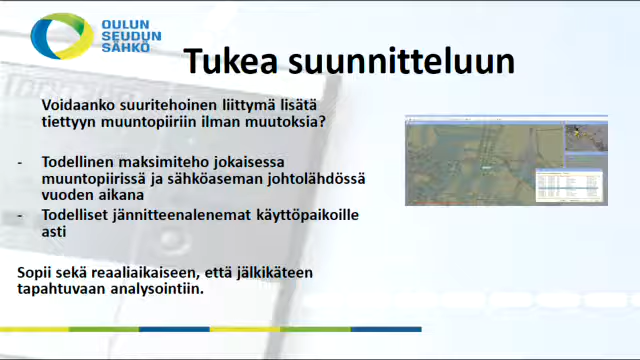 OULUN
SEUDUN
SÄHKÖ
Tukea suunnitteluun
Voidaanko suuritehoinen liittymä lisätä
tiettyyn muuntopiiriin ilman muutoksia?
- Todellinen maksimiteho jokaisessa
muuntopiirissä ja sähköaseman johtolähdössä
vuoden aikana
- Todelliset jännitteenalenemat käyttöpaikoille
asti
Sopii sekä reaaliaikaiseen, että jälkikäteen
tapahtuvaan analysointiin.